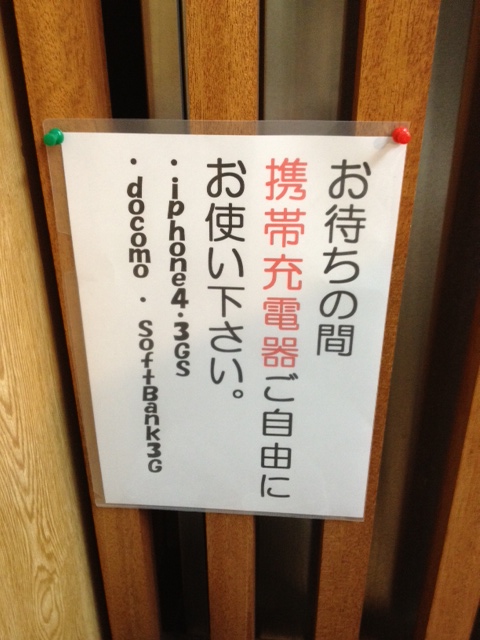 お待ちの間
携帯充電器ご自由に
お使い下さい。
・iphone4・3GS
・docomo・SoftBank3G